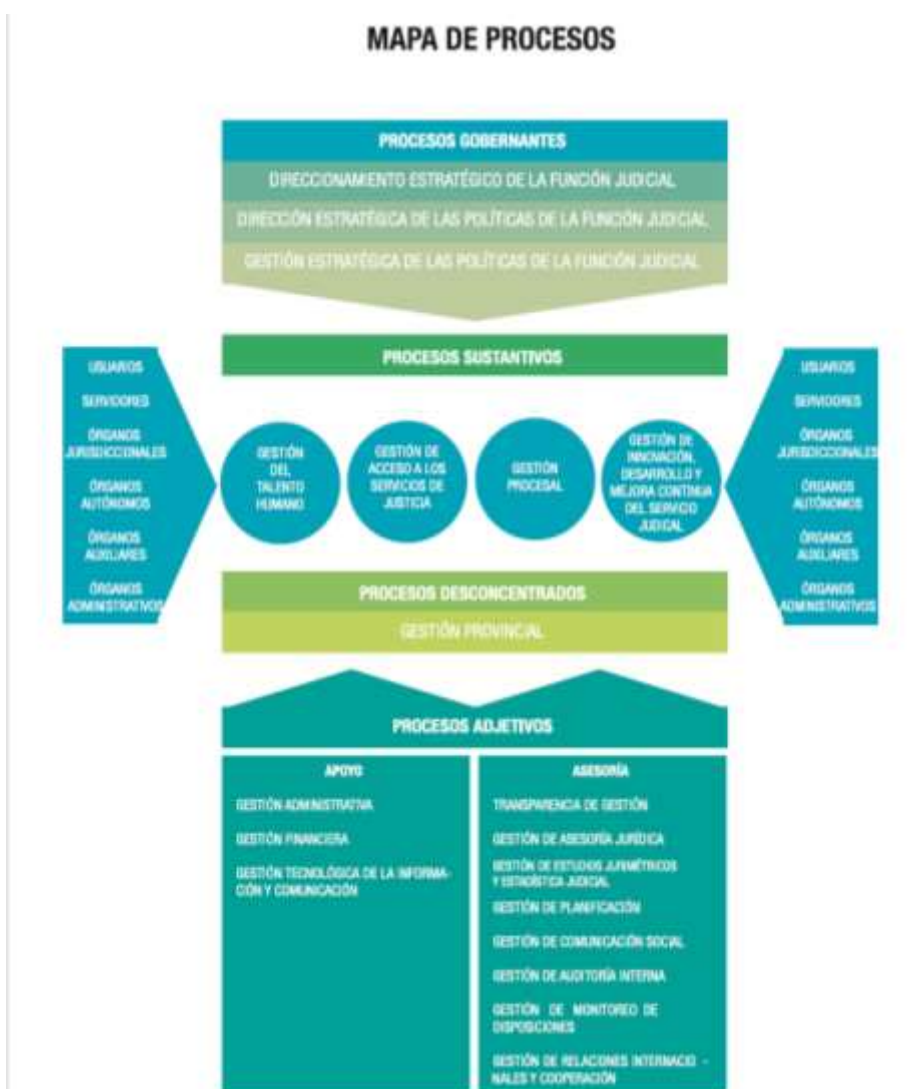 MAPA DE PROCESOS
PROCESOS GOBERNANTES
DIRECCIONAMIENTO ESTRATÉGICO DE LA FUNCIÓN JUDICIAL
DIRECCIÓN ESTRATÉGICA DE LAS POLÍTICAS DE LA FUNCIÓN JUDICIAL
GESTIÓN ESTRATÉGICA DE LAS POLÍTICAS DE LA FUNCIÓN JUDICIAL
PROCESOS SUSTANTIVOS
USUARIOS
SERVIDORES
ÓRGANOS
JURISDICCIONALES
ÓRGANOS
AUTÓNOMOS
ÓRGANOS
AUXILIARES
ÓRGANOS
ADMINISTRATIVOS
GESTIÓN
DEL
TALENTO
HUMANO
GESTIÓN DE
ACCESO A LOS
SERVICIOS DE
JUSTICIA
GESTIÓN
PROCESAL
GESTIÓN DE
INNOVACIÓN,
DESARROLLO Y
MEJORA CONTÍNUA
DEL SERVICIO
JUDICIAL
USUARIOS
SERVIDORES
ÓRGANOS
JURISDICCIONALES
ÓRGANOS
AUTÓNOMOS
ÓRGANOS
AUXILIARES
ÓRGANOS
ADMINISTRATIVOS
PROCESOS DESCONCENTRADOS
GESTIÓN PROVINCIAL
PROCESOS ADJETIVOS
APOYO
GESTIÓN ADMINISTRATIVA
GESTIÓN FINANCIERA
GESTIÓN TECNOLÓGICA DE LA INFORMA-
CIÓN Y COMUNICACIÓN
ASESORÍA
TRANSPARENCIA DE GESTIÓN
GESTIÓN DE ASESORÍA JURÍDICA
GESTIÓN DE ESTUDIOS JURIMÉTRICOS
Y ESTADÍSTICA JUDICIAL
GESTIÓN DE PLANIFICACIÓN
GESTIÓN DE COMUNICACIÓN SOCIAL
GESTIÓN DE AUDITORÍA INTERNA
GESTIÓN DE MONITOREO DE
DISPOSICIONES
GESTIÓN DE RELACIONES INTERNACIO -
NALES Y COOPERACIÓN